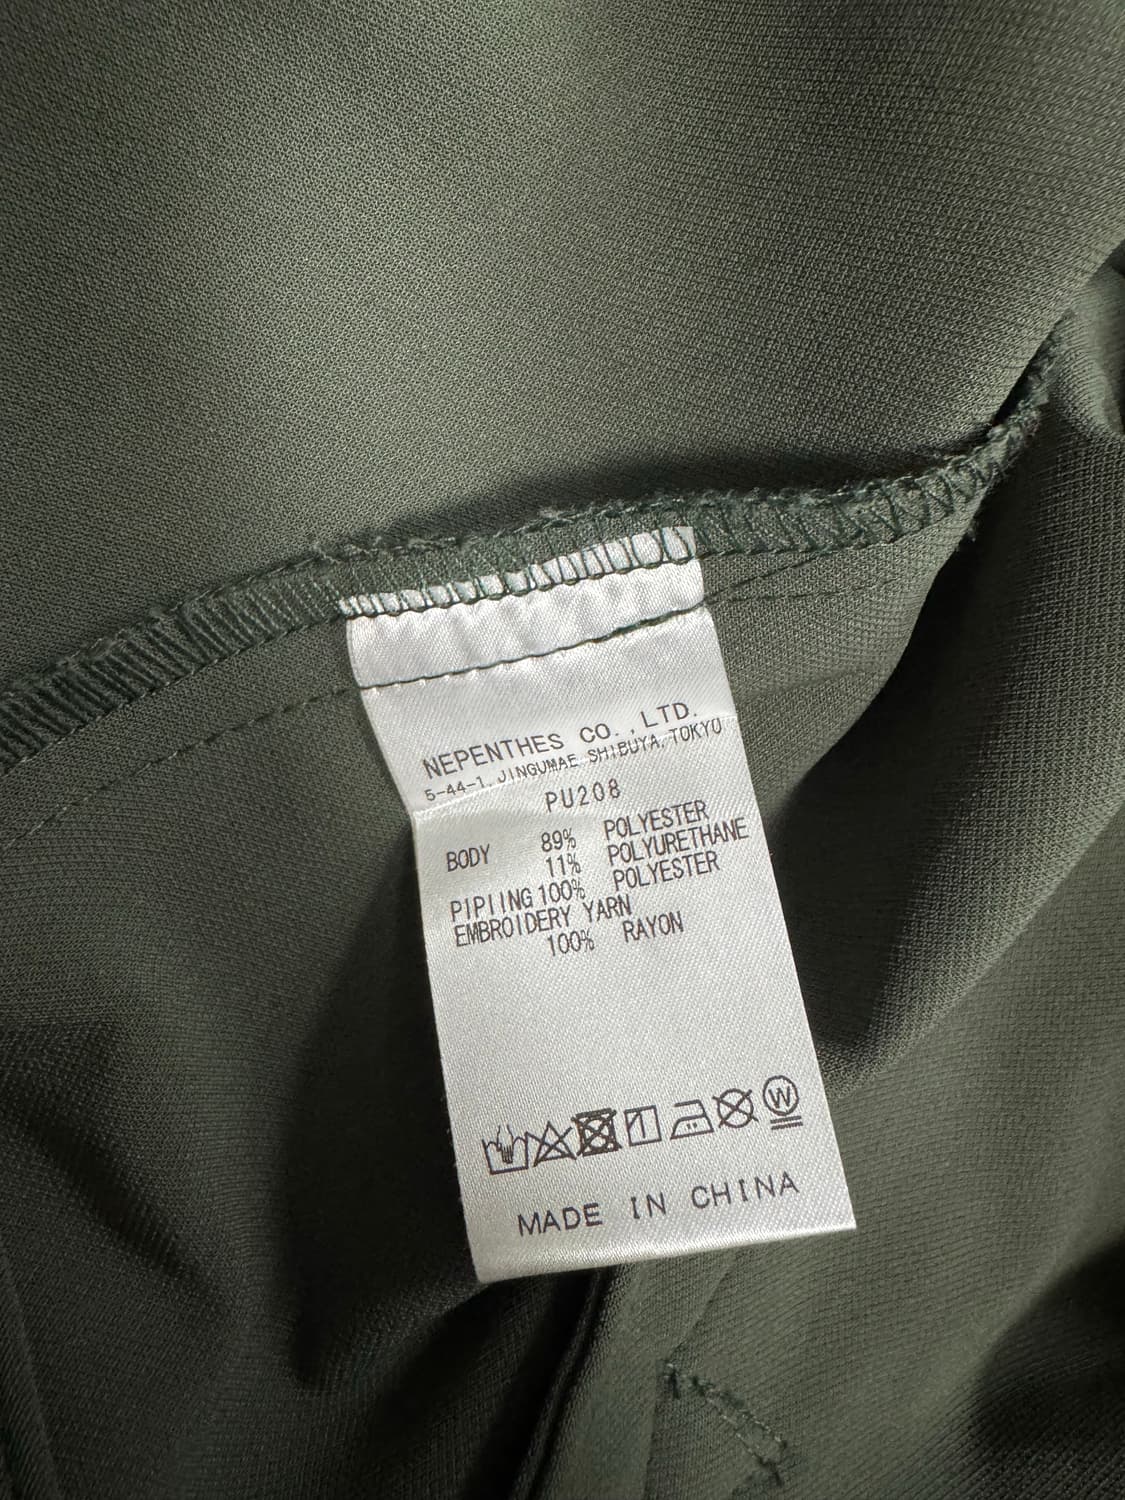 NEPENTHES CO.,LTD.
5-44-1, JINGUMAE, SHIBUYA, TOKYO
PU208
BODY 89% POLYESTER
11% POLYURETHANE
PIPIING 100% POLYESTER
EMBROIDERY YARN
100% RAYON
W
MADE IN CHINA